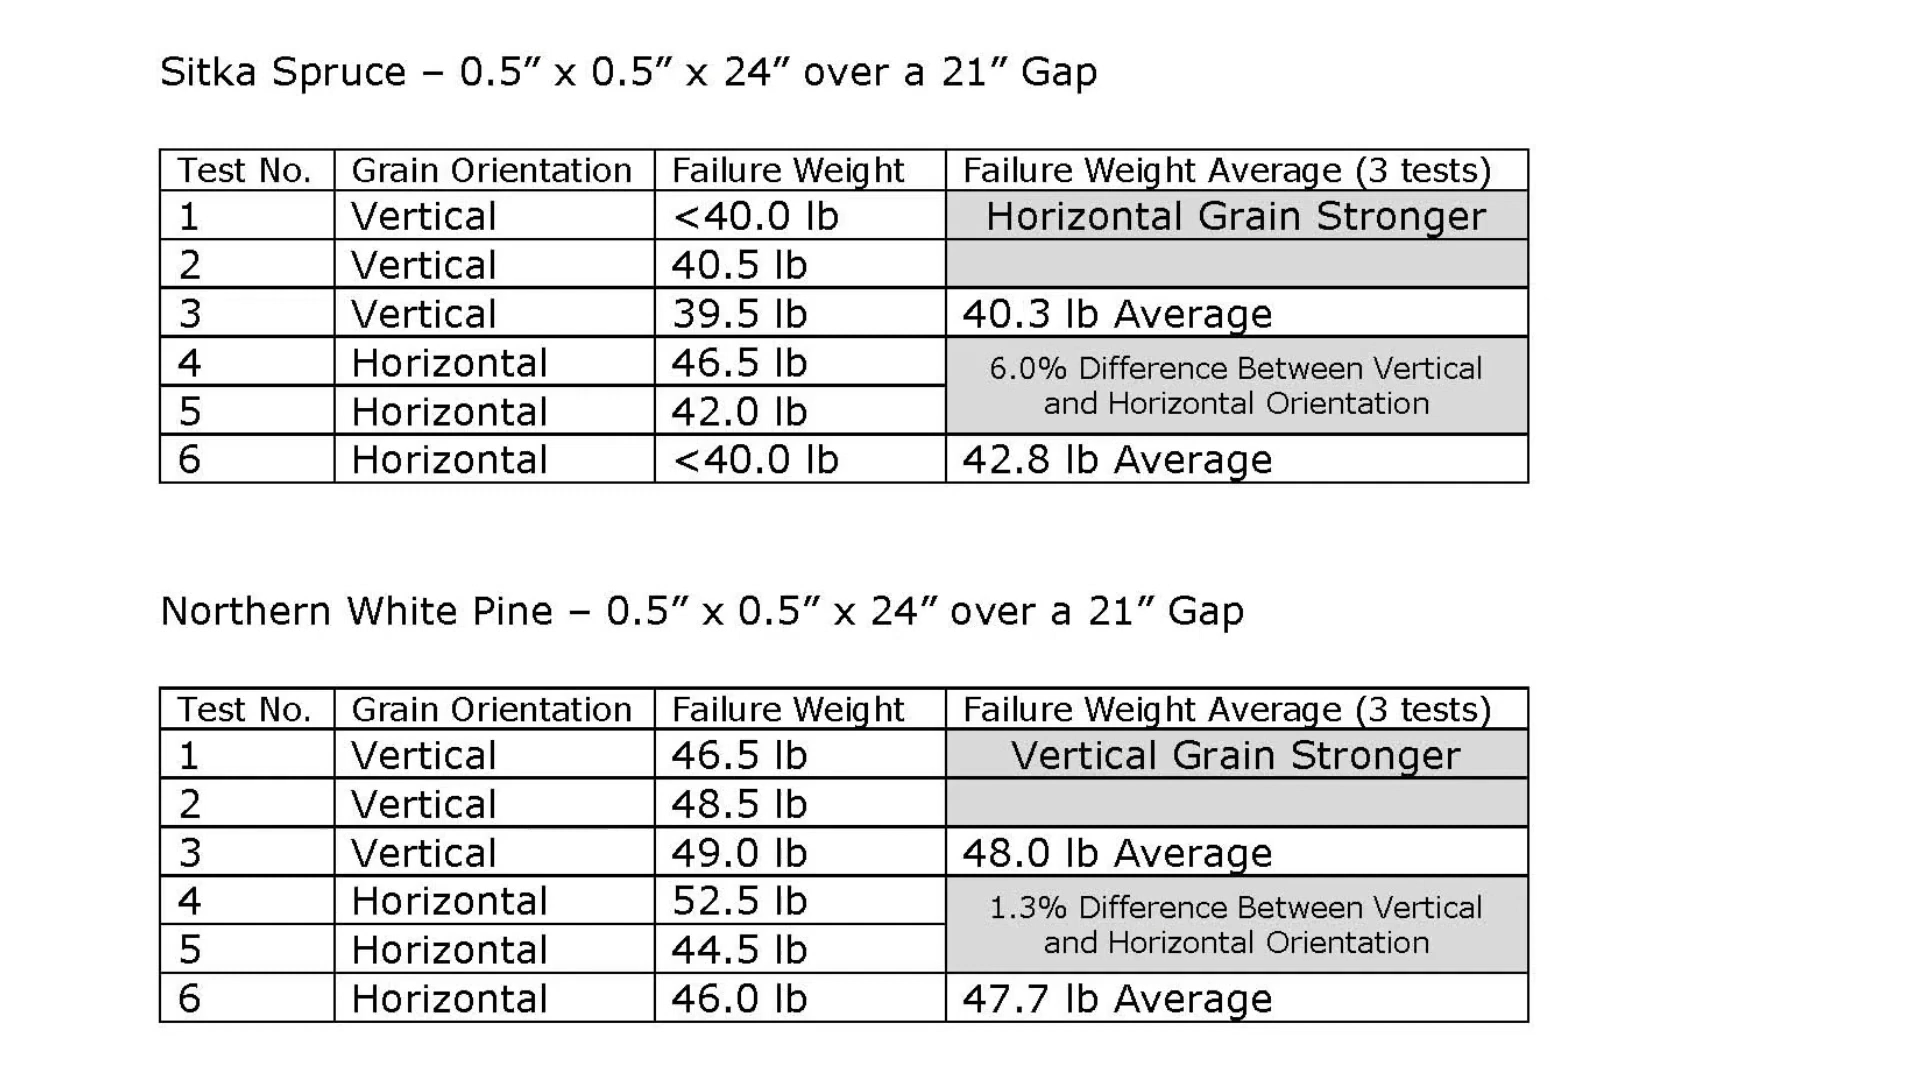 Sitka Spruce – 0.5” x 0.5” x 24” over a 21” Gap
Test No. Grain Orientation Failure Weight Failure Weight Average (3 tests)
1 Vertical <40.0 lb Horizontal Grain Stronger
2 Vertical 40.5 lb
3 Vertical 39.5 lb 40.3 lb Average
4 Horizontal 46.5 lb
6.0% Difference Between Vertical
and Horizontal Orientation
5 Horizontal 42.0 lb
6 Horizontal <40.0 lb 42.8 lb Average
Northern White Pine – 0.5” x 0.5” x 24” over a 21” Gap
Test No. Grain Orientation Failure Weight Failure Weight Average (3 tests)
1 Vertical 46.5 lb Vertical Grain Stronger
2 Vertical 48.5 lb
3 Vertical 49.0 lb 48.0 lb Average
4 Horizontal 52.5 lb
1.3% Difference Between Vertical
and Horizontal Orientation
5 Horizontal 44.5 lb
6 Horizontal 46.0 lb 47.7 lb Average